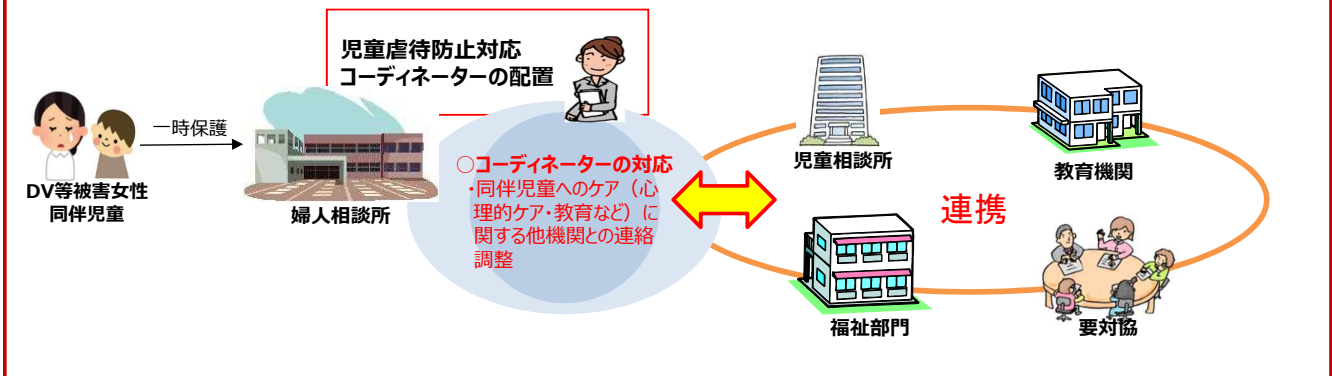 児童虐待防止対応
コーディネーターの配置
一時保護
DV等被害女性
同伴児童
婦人相談所
○コーディネーターの対応
・同伴児童へのケア（心
理的ケア・教育など）に
関する他機関との連絡
調整
児童相談所
教育機関
連携
福祉部門
要対協